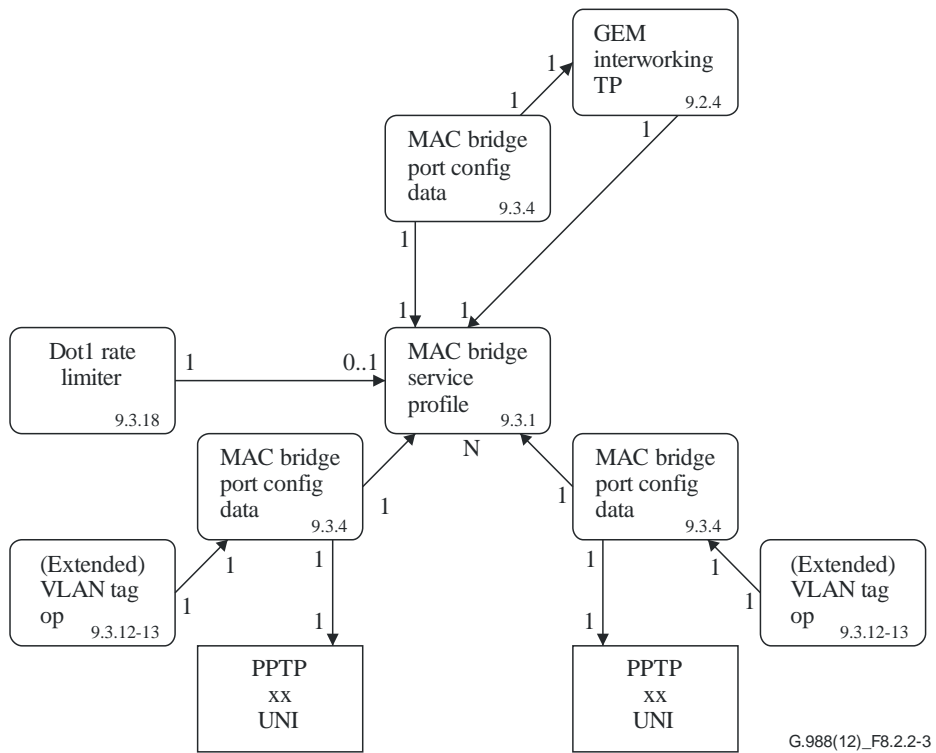 GEM
interworking
TP
9.2.4
1
1
1
MAC bridge
port config
data
9.3.4
1
1
1
Dot1 rate
limiter
9.3.18
1
0..1
MAC bridge
service
profile
9.3.1
N
MAC bridge
port config
data
9.3.4
1
MAC bridge
port config
data
9.3.4
1
(Extended)
VLAN tag
op
9.3.12-13
1
1
1
1
1
1
1
1
(Extended)
VLAN tag
op
9.3.12-13
PPTP
xx
UNI
PPTP
xx
UNI
G.988(12)_F8.2.2-3